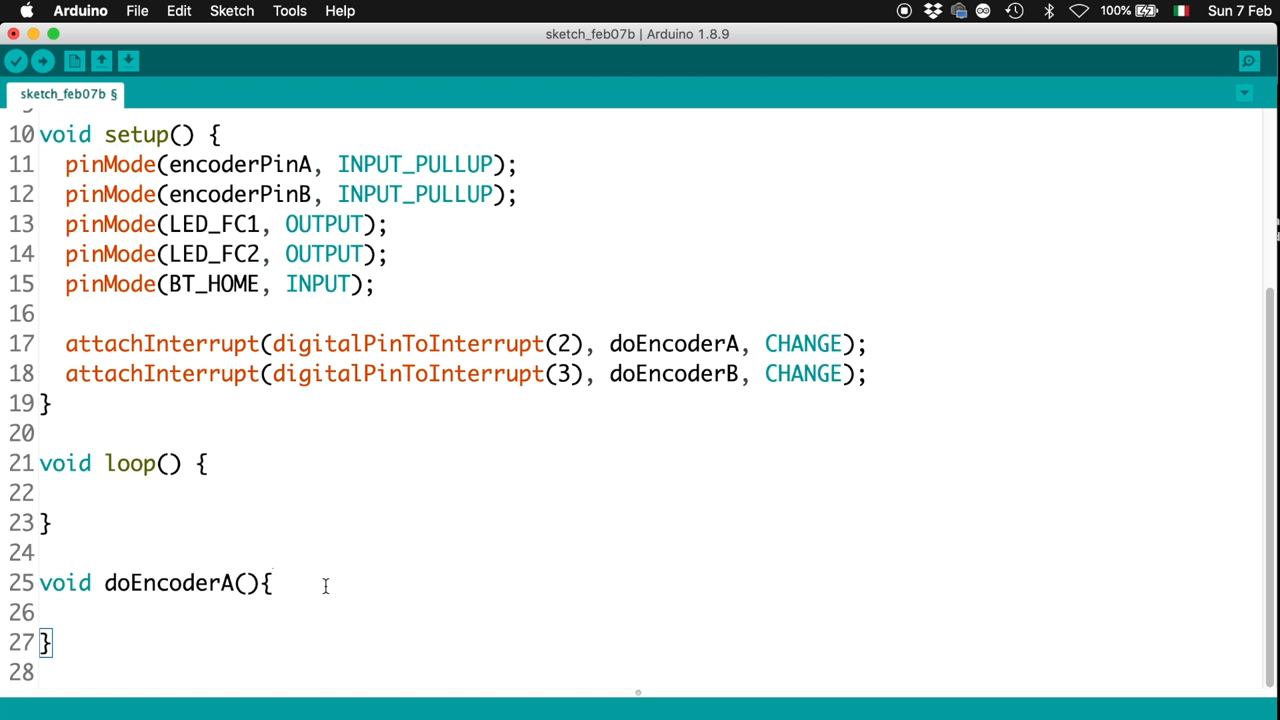 Arduino File Edit Sketch Tools Help 100% Sun 7 Feb
sketch_feb07b | Arduino 1.8.9
sketch_feb07b §
10 void setup() {
11 pinMode(encoderPinA, INPUT_PULLUP);
12 pinMode(encoderPinB, INPUT_PULLUP);
13 pinMode(LED_FC1, OUTPUT);
14 pinMode(LED_FC2, OUTPUT);
15 pinMode(BT_HOME, INPUT);
16
17 attachInterrupt(digitalPinToInterrupt(2), doEncoderA, CHANGE);
18 attachInterrupt(digitalPinToInterrupt(3), doEncoderB, CHANGE);
19 }
20
21 void loop() {
22
23 }
24
25 void doEncoderA(){
26
27 }
28